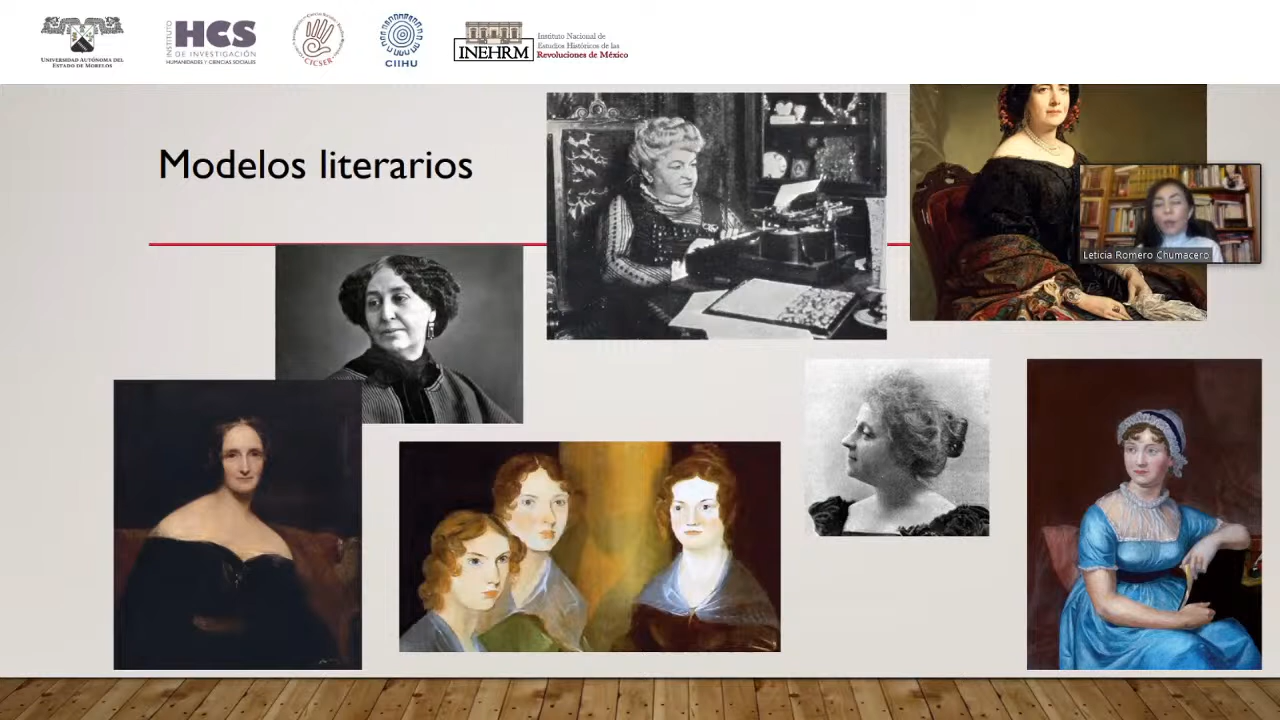 UNIVERSIDAD AUTÓNOMA DEL
ESTADO DE MORELOS
INSTITUTO
HCS
DE INVESTIGACIÓN
HUMANIDADES Y CIENCIAS SOCIALES
CICSER
CIIHU
INEHRM
Instituto Nacional de
Estudios Históricos de las
Revoluciones de México
Modelos literarios
Leticia Romero Chumacero